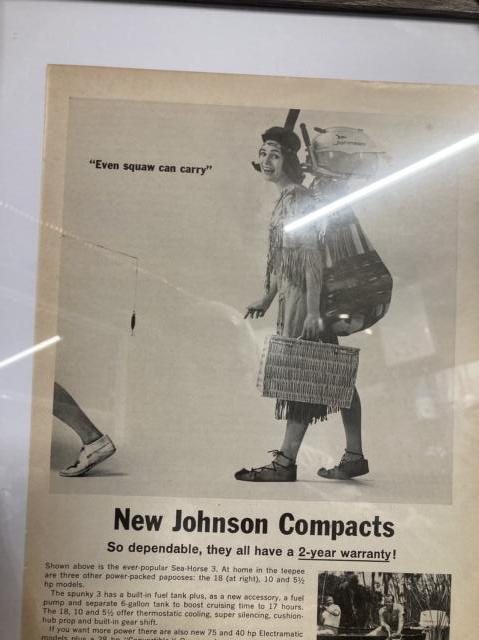 "Even squaw can carry"
Johnson
New Johnson Compacts
So dependable, they all have a 2-year warranty!
Shown above is the ever-popular Sea-Horse 3. At home in the teepee
are three other power-packed papooses: the 18 (at right), 10 and 5½
hp models.
The spunky 3 has a built-in fuel tank plus, as a new accessory, a fuel
pump and separate 6-gallon tank to boost cruising time to 17 hours.
The 18, 10 and 5½ offer thermostatic cooling, super silencing, cushion-
hub prop and built-in gear shift.
If you want more power there are also new 75 and 40 hp Electramatic
models plus a 28 hp